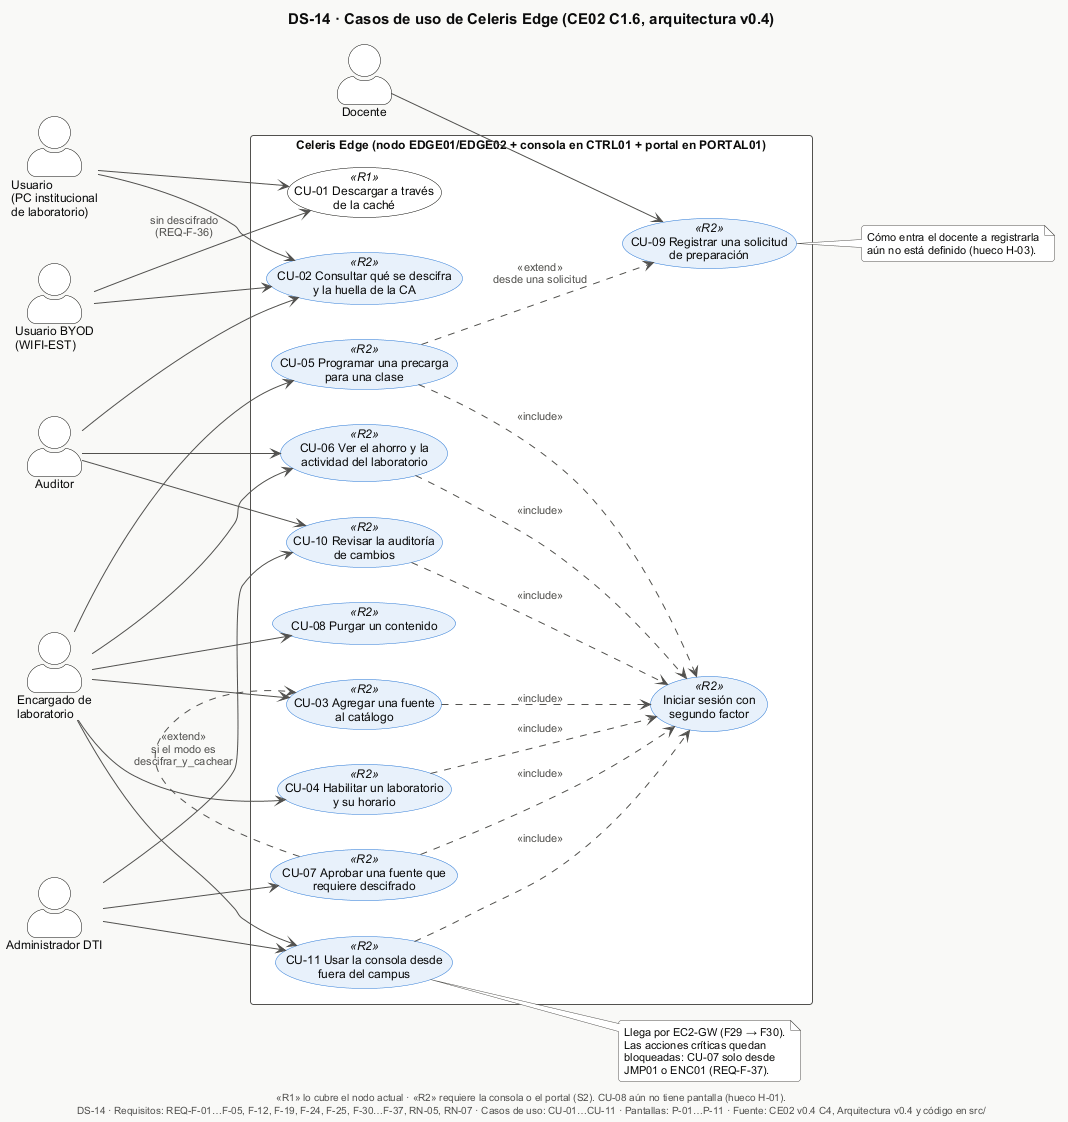 DS-14 · Casos de uso de Celeris Edge (CE02 C1.6, arquitectura v0.4)
Docente
Usuario
(PC institucional
de laboratorio)
Celeris Edge (nodo EDGE01/EDGE02 + consola en CTRL01 + portal en PORTAL01)
«R1»
CU-01 Descargar a través
de la caché
sin descifrado
(REQ-F-36)
«R2»
CU-09 Registrar una solicitud
de preparación
Cómo entra el docente a registrarla
aún no está definido (hueco H-03).
«R2»
CU-02 Consultar qué se descifra
y la huella de la CA
«extend»
desde una solicitud
Usuario BYOD
(WIFI-EST)
«R2»
CU-05 Programar una precarga
para una clase
«include»
«R2»
CU-06 Ver el ahorro y la
actividad del laboratorio
Auditor
«include»
«R2»
CU-10 Revisar la auditoría
de cambios
«include»
«R2»
CU-08 Purgar un contenido
Encargado de
laboratorio
«R2»
CU-03 Agregar una fuente
al catálogo
«include»
«R2»
Iniciar sesión con
segundo factor
«extend»
si el modo es
descifrar_y_cachear
«include»
«R2»
CU-04 Habilitar un laboratorio
y su horario
«include»
«R2»
CU-07 Aprobar una fuente que
requiere descifrado
«include»
Administrador DTI
«R2»
CU-11 Usar la consola desde
fuera del campus
Llega por EC2-GW (F29 → F30).
Las acciones críticas quedan
bloqueadas: CU-07 solo desde
JMP01 o ENC01 (REQ-F-37).
«R1» lo cubre el nodo actual · «R2» requiere la consola o el portal (S2). CU-08 aún no tiene pantalla (hueco H-01).
DS-14 · Requisitos: REQ-F-01…F-05, F-12, F-19, F-24, F-25, F-30…F-37, RN-05, RN-07 · Casos de uso: CU-01…CU-11 · Pantallas: P-01…P-11 · Fuente: CE02 v0.4 C4, Arquitectura v0.4 y código en src/